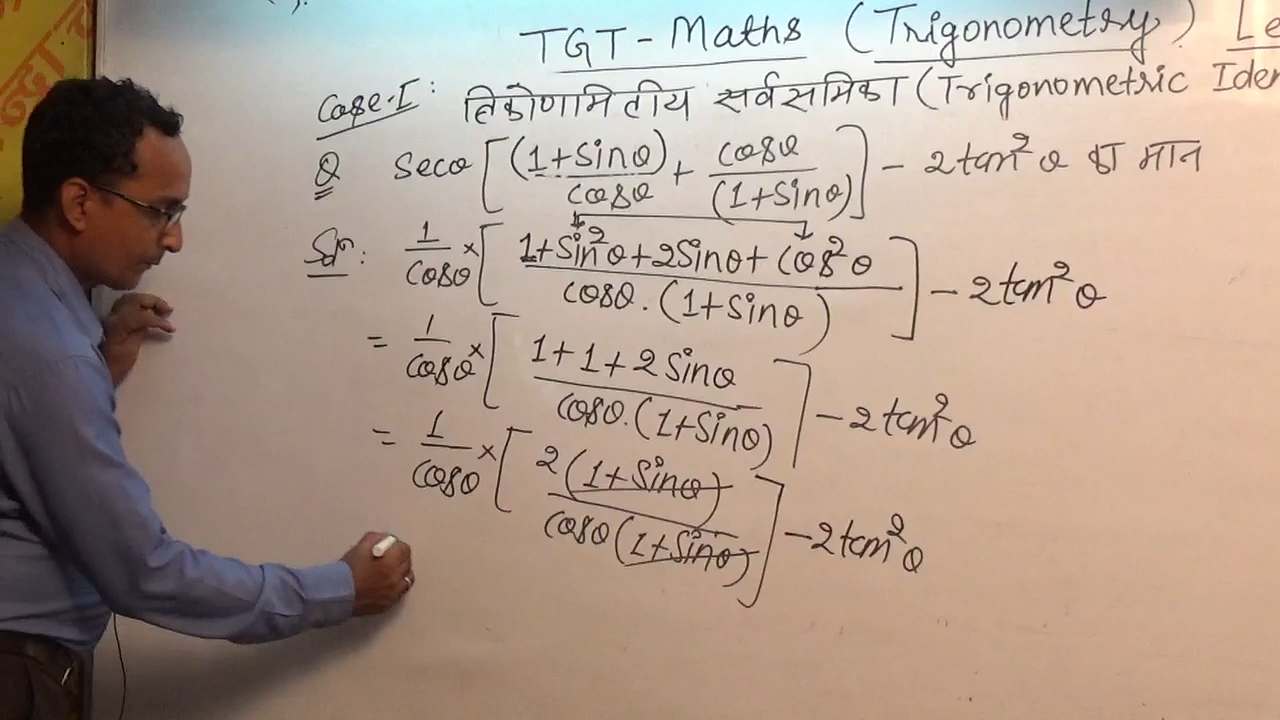 TGT - Maths (Trigonometry) Le
Case-I: त्रिकोणामितीय सर्वसमिका (Trigonometric Iden
Q Secθ [(1+Sinθ)/Cosθ + Cosθ/(1+Sinθ)] - 2tan²θ का मान
Sol: 1/Cosθ × [1+Sin²θ+2Sinθ+Cos²θ / Cosθ.(1+Sinθ)] - 2tan²θ
= 1/Cosθ × [1+1+2Sinθ / Cosθ.(1+Sinθ)] - 2tan²θ
= 1/Cosθ × [2(1+Sinθ) / Cosθ(1+Sinθ)] - 2tan²θ